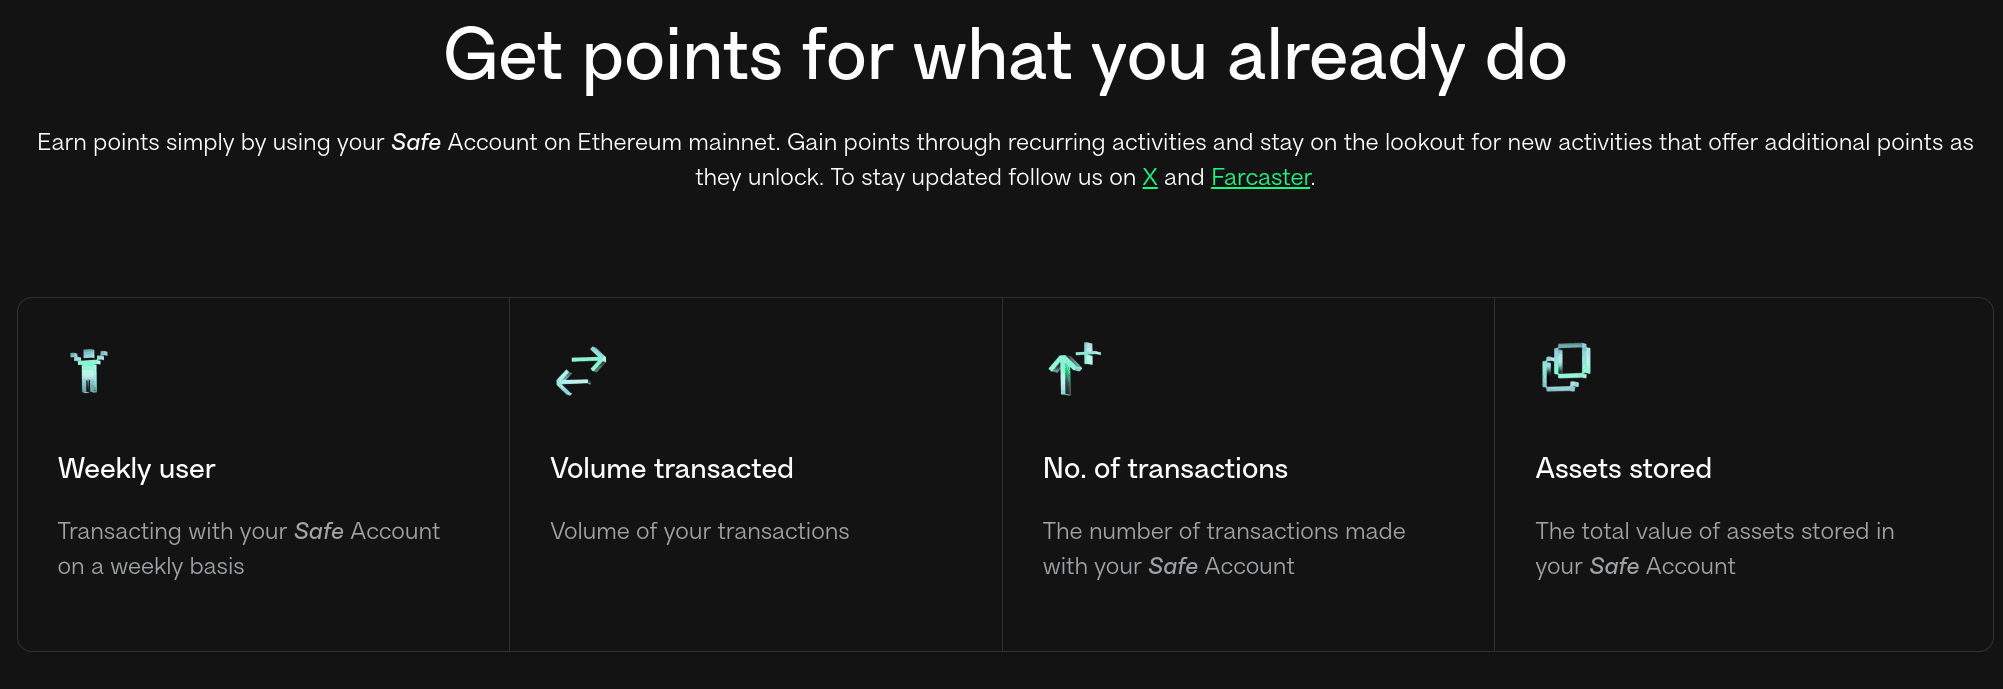 Get points for what you already do
Earn points simply by using your Safe Account on Ethereum mainnet. Gain points through recurring activities and stay on the lookout for new activities that offer additional points as
they unlock. To stay updated follow us on X and Farcaster.
Weekly user
Transacting with your Safe Account
on a weekly basis
Volume transacted
Volume of your transactions
No. of transactions
The number of transactions made
with your Safe Account
Assets stored
The total value of assets stored in
your Safe Account